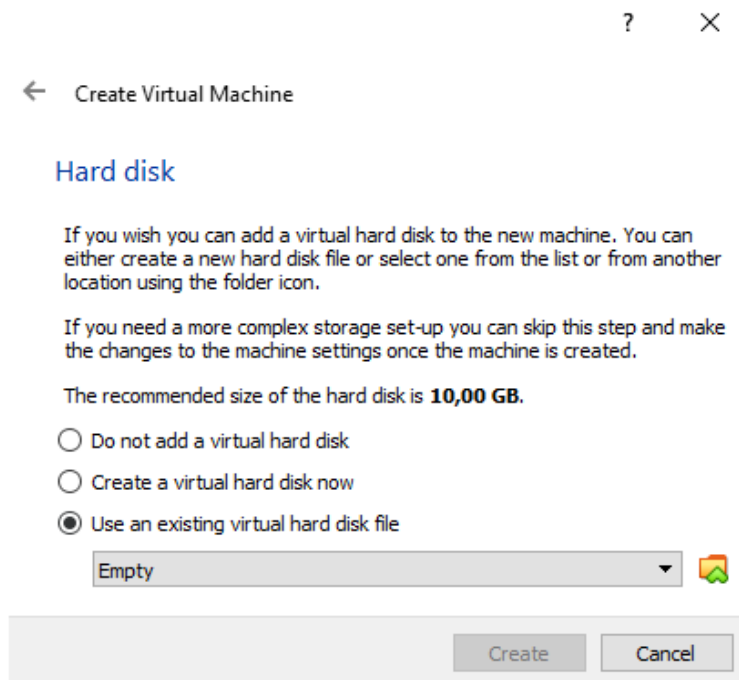 ?
Create Virtual Machine
Hard disk
If you wish you can add a virtual hard disk to the new machine. You can
either create a new hard disk file or select one from the list or from another
location using the folder icon.
If you need a more complex storage set-up you can skip this step and make
the changes to the machine settings once the machine is created.
The recommended size of the hard disk is 10,00 GB.
Do not add a virtual hard disk
Create a virtual hard disk now
Use an existing virtual hard disk file
Empty
Create Cancel